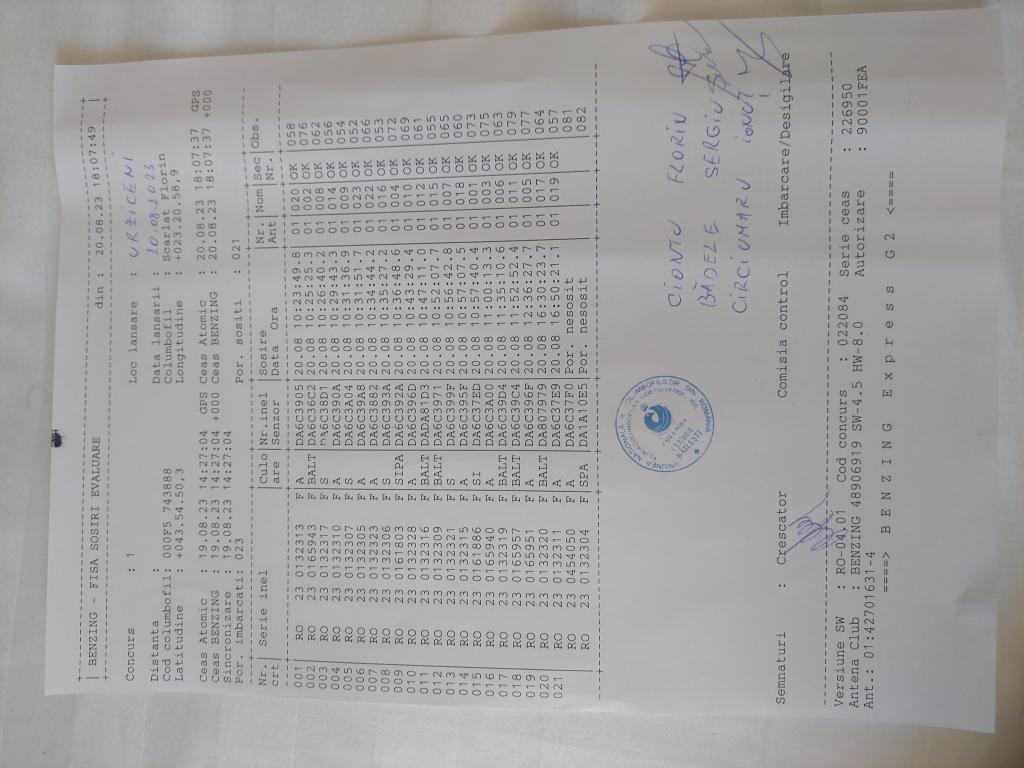 BENZING - FISA SOSIRI EVALUARE din : 20.08.23 18:07:49
Concurs : 1 Loc lansare : URZICENI
Distanta : Data lansarii : 20.08.2023
Cod columbofil: 000F5 743888 Columbofil : Scarlat Florin
Latitudine : +043.54.50,3 Longitudine : +023.20.58,9
Ceas Atomic : 19.08.23 14:27:04 GPS Ceas Atomic : 20.08.23 18:07:37 GPS
Ceas BENZING : 19.08.23 14:27:04 +000 Ceas BENZING : 20.08.23 18:07:37 +000
Sincronizare : 19.08.23 14:27:04
Por. imbarcati: 023 Por. sositi : 021
Nr. Serie inel Culo Nr.inel Sosire Nr. Nom Sec Obs.
crt are Senzor Data Ora Ant Nr.
001 RO 23 0132313 F A DA6C3905 20.08 10:23:49.8 01 020 OK 058
002 RO 23 0165943 F BALT DA6C36C2 20.08 10:25:25.1 01 008 OK 076
003 RO 23 0132317 F S DA6C38D1 20.08 10:26:40.2 01 028 OK 062
004 RO 23 0132310 F A DA6C3A14 20.08 10:29:43.3 01 014 OK 056
005 RO 23 0132307 F S DA6C3A04 20.08 10:31:36.9 01 009 OK 054
006 RO 23 0132305 F A DA6C39A8 20.08 10:31:51.7 01 023 OK 052
007 RO 23 0132323 F A DA6C3882 20.08 10:34:44.2 01 022 OK 066
008 RO 23 0132306 F S DA6C393A 20.08 10:35:27.2 01 016 OK 053
009 RO 23 0161803 F SIPA DA6C392A 20.08 10:36:48.6 01 004 OK 072
010 RO 23 0132328 F A DA6C396D 20.08 10:43:29.4 01 010 OK 069
011 RO 23 0132316 F BALT DADA81D3 20.08 10:47:11.0 01 012 OK 061
012 RO 23 0132309 F BALT DA6C3971 20.08 10:52:07.7 01 015 OK 055
013 RO 23 0132321 F S DA6C399F 20.08 10:56:42.8 01 007 OK 065
014 RO 23 0132315 F A DA6C375F 20.08 10:57:07.5 01 018 OK 060
015 RO 23 0161886 F AI DA6C37ED 20.08 10:57:40.4 01 001 OK 073
016 RO 23 0165940 F A DA6C3A0D 20.08 11:00:13.3 01 003 OK 075
017 RO 23 0132319 F BALT DA6C39D4 20.08 11:35:10.6 01 006 OK 063
018 RO 23 0165957 F BALT DA6C39C4 20.08 11:52:52.4 01 011 OK 079
019 RO 23 0165951 F A DA6C396F 20.08 12:36:27.7 01 005 OK 077
020 RO 23 0132320 F BALT DA807979 20.08 16:30:23.7 01 017 OK 064
021 RO 23 0132311 F A DA6C37E9 20.08 16:50:21.1 01 019 OK 057
RO 23 0454050 F A DA6C37F0 Por. nesosit 081
RO 23 0132304 F SPA DA1A10E5 Por. nesosit 082
UNIUNEA NATIONALA A COLUMBOFILILOR DIN ROMANIA
CLUBUL
BAILESTI
CIONTU FLORIN
BĂDELE SERGIU
CIRCIUMARU IONUT
Semnaturi : Crescator Comisia control Imbarcare/Desigilare
Versiune SW : RO-04.01 Cod concurs : 022084 Serie ceas : 226950
Antena Club : BENZING 48906919 SW-4.5 HW-8.0 Autorizare : 90001FEA
Ant.: 01:42701631-4
====> B E N Z I N G E x p r e s s G 2 <====